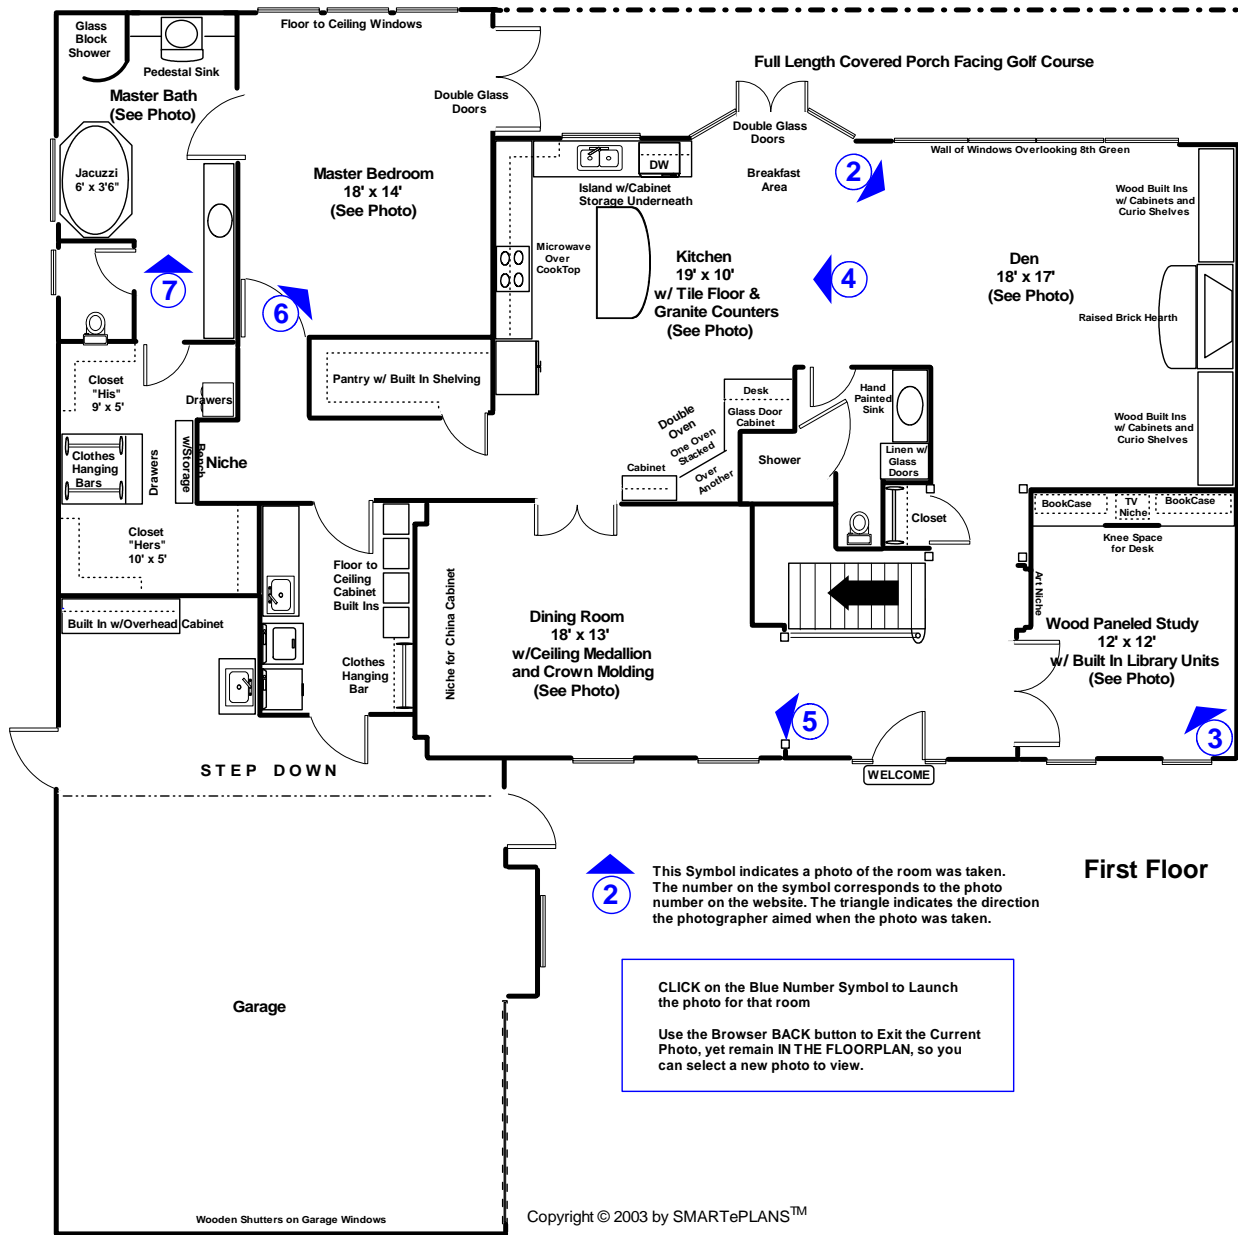 Glass
Block
Shower
Pedestal Sink
Floor to Ceiling Windows
Full Length Covered Porch Facing Golf Course
Master Bath
(See Photo)
Double Glass
Doors
Double Glass
Doors
Wall of Windows Overlooking 8th Green
DW
Breakfast
Area
2
Jacuzzi
6' x 3'6"
Master Bedroom
18' x 14'
(See Photo)
Island w/Cabinet
Storage Underneath
Wood Built Ins
w/ Cabinets and
Curio Shelves
Microwave
Over
CookTop
Kitchen
19' x 10'
w/ Tile Floor &
Granite Counters
(See Photo)
4
Den
18' x 17'
(See Photo)
7
6
Raised Brick Hearth
Closet
"His"
9' x 5'
Drawers
Pantry w/ Built In Shelving
Desk
Glass Door
Cabinet
Hand
Painted
Sink
Double
Oven
One Oven
Stacked
Over
Another
Wood Built Ins
w/ Cabinets and
Curio Shelves
Clothes
Hanging
Bars
Drawers
Bench
w/Storage
Niche
Cabinet
Shower
Linen w/
Glass
Doors
BookCase
TV
Niche
BookCase
Closet
Knee Space
for Desk
Closet
"Hers"
10' x 5'
Floor to
Ceiling
Cabinet
Built Ins
Art Niche
Built In w/Overhead Cabinet
Niche for China Cabinet
Dining Room
18' x 13'
w/Ceiling Medallion
and Crown Molding
(See Photo)
Wood Paneled Study
12' x 12'
w/ Built In Library Units
(See Photo)
Clothes
Hanging
Bar
5
3
STEP DOWN
WELCOME
2
This Symbol indicates a photo of the room was taken.
The number on the symbol corresponds to the photo
number on the website. The triangle indicates the direction
the photographer aimed when the photo was taken.
First Floor
CLICK on the Blue Number Symbol to Launch
the photo for that room
Use the Browser BACK button to Exit the Current
Photo, yet remain IN THE FLOORPLAN, so you
can select a new photo to view.
Garage
Wooden Shutters on Garage Windows
Copyright © 2003 by SMARTePLANS™